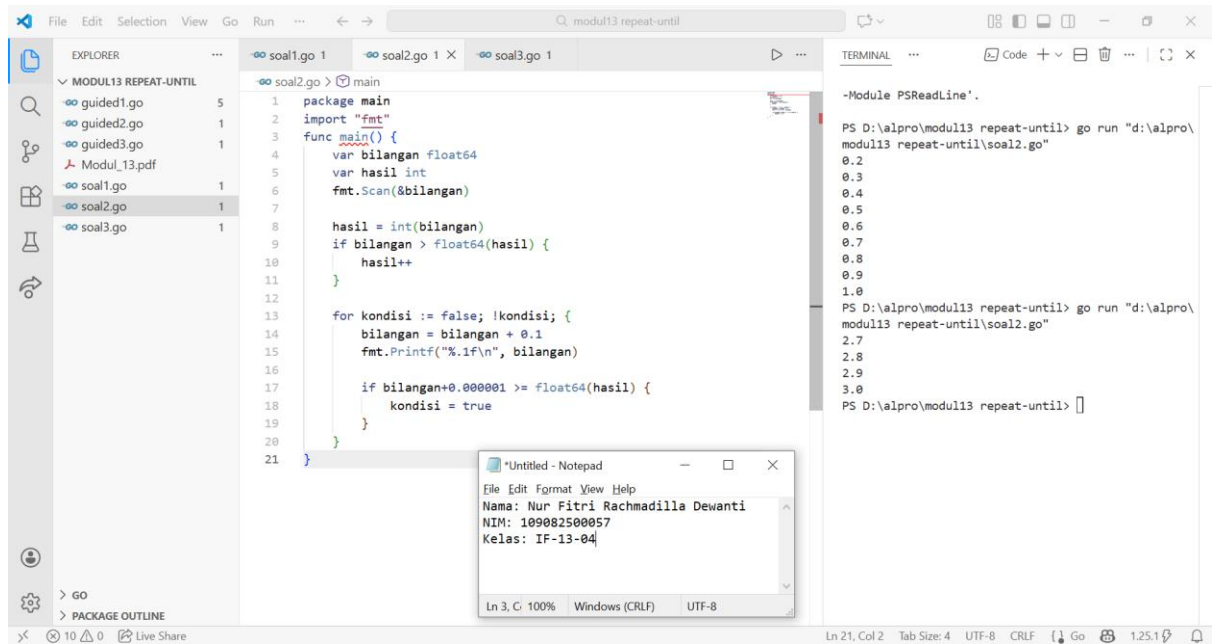 File Edit Selection View Go Run ··· modul13 repeat-until
EXPLORER ···
MODUL13 REPEAT-UNTIL
guided1.go 5
guided2.go 1
guided3.go 1
Modul_13.pdf
soal1.go 1
soal2.go 1
soal3.go 1
GO
PACKAGE OUTLINE
soal1.go 1 soal2.go 1 soal3.go 1 ···
soal2.go > main
1 package main
2 import "fmt"
3 func main() {
4 var bilangan float64
5 var hasil int
6 fmt.Scan(&bilangan)
7
8 hasil = int(bilangan)
9 if bilangan > float64(hasil) {
10 hasil++
11 }
12
13 for kondisi := false; !kondisi; {
14 bilangan = bilangan + 0.1
15 fmt.Printf("%.1f\n", bilangan)
16
17 if bilangan+0.000001 >= float64(hasil) {
18 kondisi = true
19 }
20 }
21 }
*Untitled - Notepad
File Edit Format View Help
Nama: Nur Fitri Rachmadilla Dewanti
NIM: 109082500057
Kelas: IF-13-04
Ln 3, C 100% Windows (CRLF) UTF-8
TERMINAL ··· Code
-Module PSReadLine'.
PS D:\alpro\modul13 repeat-until> go run "d:\alpro\
modul13 repeat-until\soal2.go"
0.2
0.3
0.4
0.5
0.6
0.7
0.8
0.9
1.0
PS D:\alpro\modul13 repeat-until> go run "d:\alpro\
modul13 repeat-until\soal2.go"
2.7
2.8
2.9
3.0
PS D:\alpro\modul13 repeat-until>
10 0 Live Share Ln 21, Col 2 Tab Size: 4 UTF-8 CRLF Go 1.25.1